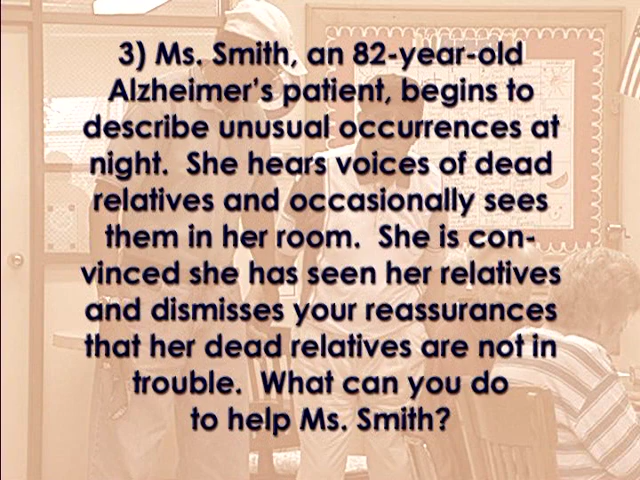 3) Ms. Smith, an 82-year-old
Alzheimer's patient, begins to
describe unusual occurrences at
night.  She hears voices of dead
relatives and occasionally sees
them in her room.  She is con-
vinced she has seen her relatives
and dismisses your reassurances
that her dead relatives are not in
trouble.  What can you do
to help Ms. Smith?